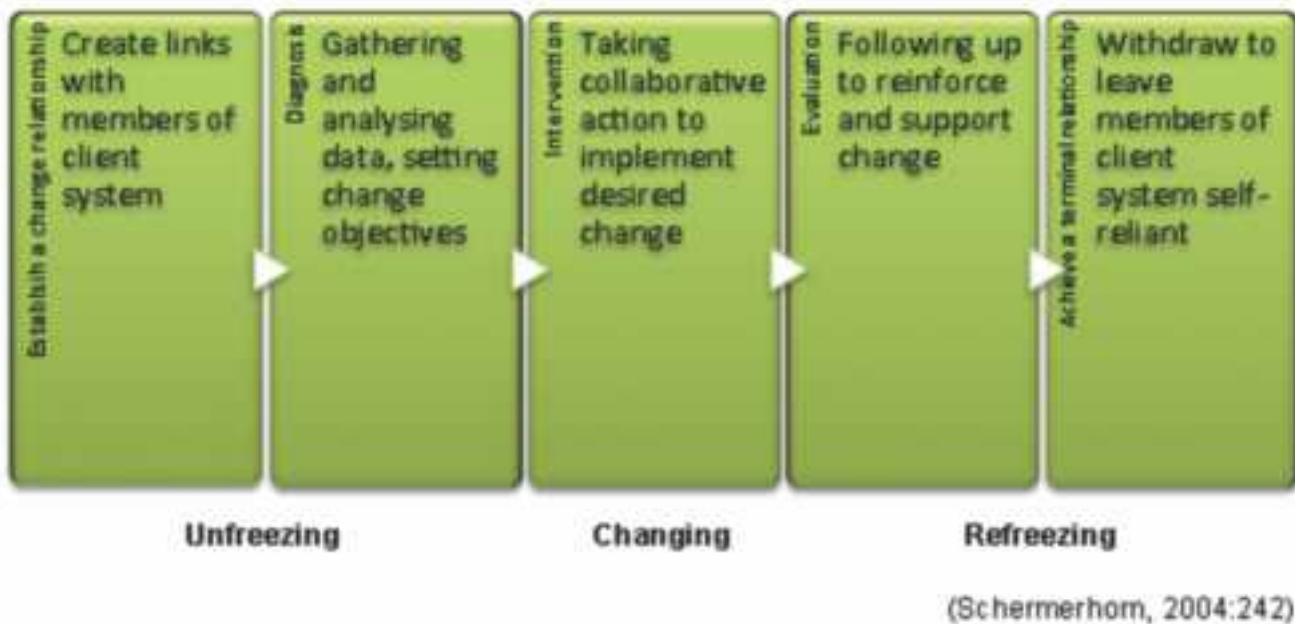 Establish a change relationship
Create links
with
members of
client
system
Diagnosis
Gathering
and
analysing
data, setting
change
objectives
Intervention
Taking
collaborative
action to
implement
desired
change
Evaluation
Following up
to reinforce
and support
change
Achieve a terminal relationship
Withdraw to
leave
members of
client
system self-
reliant
Unfreezing
Changing
Refreezing
(Schermerhorn, 2004:242)